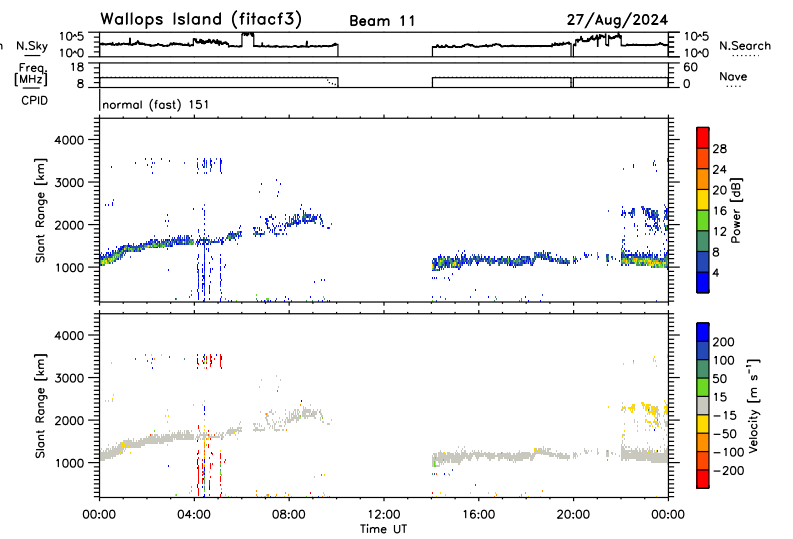 Wallops Island (fitacf3) Beam 11 27/Aug/2024
n N.Sky 10^5 10^0 10^5 10^0 N.Search
Freq. [MHz] 18 8 60 0 Nave
CPID normal (fast) 151
Slant Range [km] 4000 3000 2000 1000
28 24 20 16 12 8 4 Power [dB]
Slant Range [km] 4000 3000 2000 1000
200 100 50 15 −15 −50 −100 −200 Velocity [m s⁻¹]
00:00 04:00 08:00 12:00 16:00 20:00 00:00
Time UT